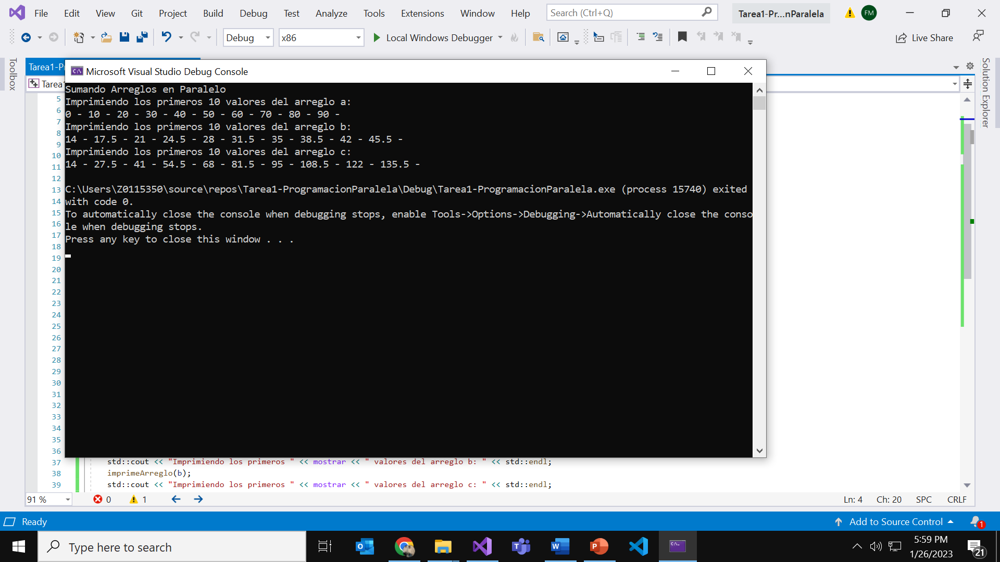 File Edit View Git Project Build Debug Test Analyze Tools Extensions Window Help Search (Ctrl+Q) Tarea1-Pr...nParalela FM
Debug x86 Local Windows Debugger Live Share
Toolbox
Solution Explorer
Tarea1-P
Tarea1
Microsoft Visual Studio Debug Console
Sumando Arreglos en Paralelo
Imprimiendo los primeros 10 valores del arreglo a:
0 - 10 - 20 - 30 - 40 - 50 - 60 - 70 - 80 - 90 -
Imprimiendo los primeros 10 valores del arreglo b:
14 - 17.5 - 21 - 24.5 - 28 - 31.5 - 35 - 38.5 - 42 - 45.5 -
Imprimiendo los primeros 10 valores del arreglo c:
14 - 27.5 - 41 - 54.5 - 68 - 81.5 - 95 - 108.5 - 122 - 135.5 -
C:\Users\Z0115350\source\repos\Tarea1-ProgramacionParalela\Debug\Tarea1-ProgramacionParalela.exe (process 15740) exited
with code 0.
To automatically close the console when debugging stops, enable Tools->Options->Debugging->Automatically close the conso
le when debugging stops.
Press any key to close this window . . .
5
6
7
8
9
10
11
12
13
14
15
16
17
18
19
20
21
22
23
24
25
26
27
28
29
30
31
32
33
34
35
36
37 std::cout << "Imprimiendo los primeros " << mostrar << " valores del arreglo b: " << std::endl;
38 imprimeArreglo(b);
39 std::cout << "Imprimiendo los primeros " << mostrar << " valores del arreglo c: " << std::endl;
91 % 0 1 Ln: 4 Ch: 20 SPC CRLF
Ready Add to Source Control 1
Type here to search 5:59 PM
1/26/2023 21